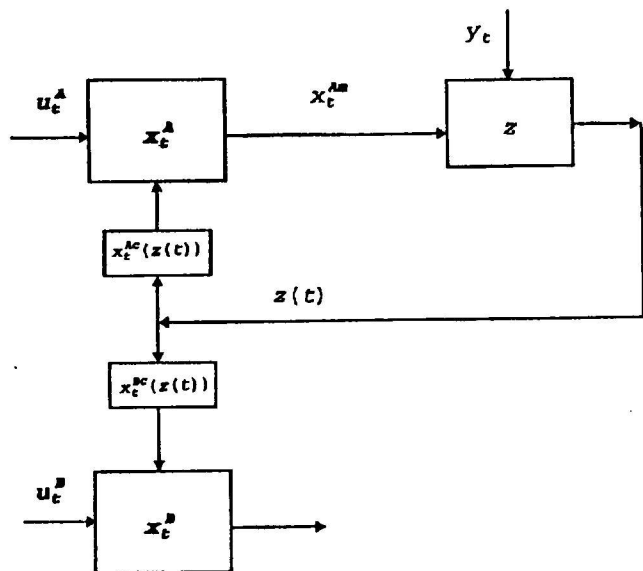 y_t
u_t^A
x_t^{Am}
x_t^A
z
x_t^{Ac}(z(t))
z(t)
x_t^{Bc}(z(t))
u_t^B
x_t^B